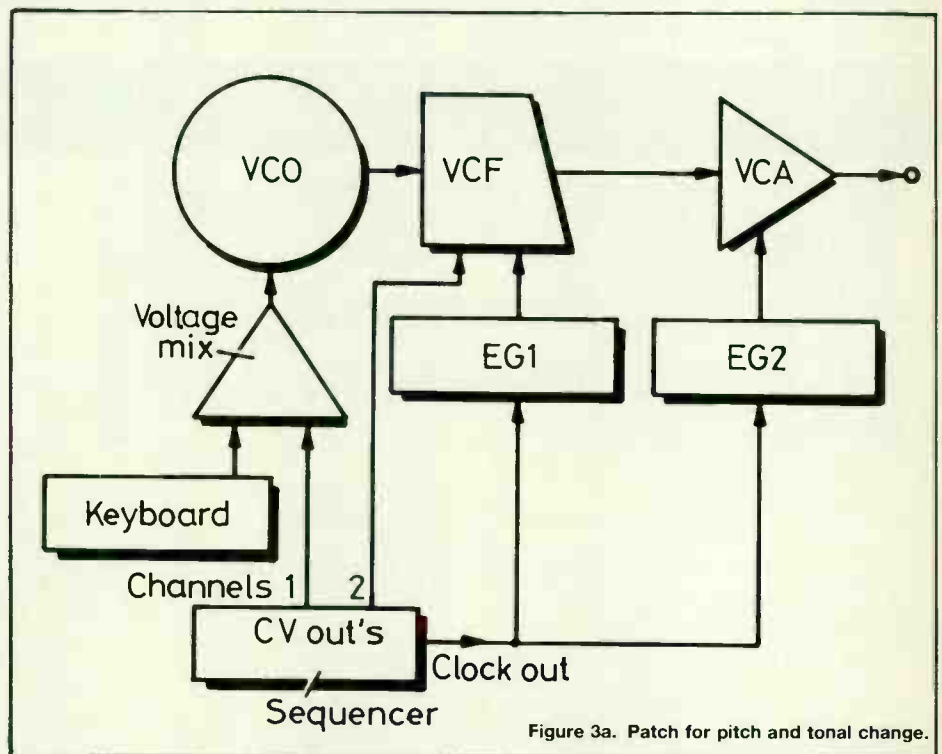 VCO
VCF
VCA
Voltage
mix
EG1
EG2
Keyboard
Channels 1 2
CV out's
Clock out
Sequencer
Figure 3a. Patch for pitch and tonal change.